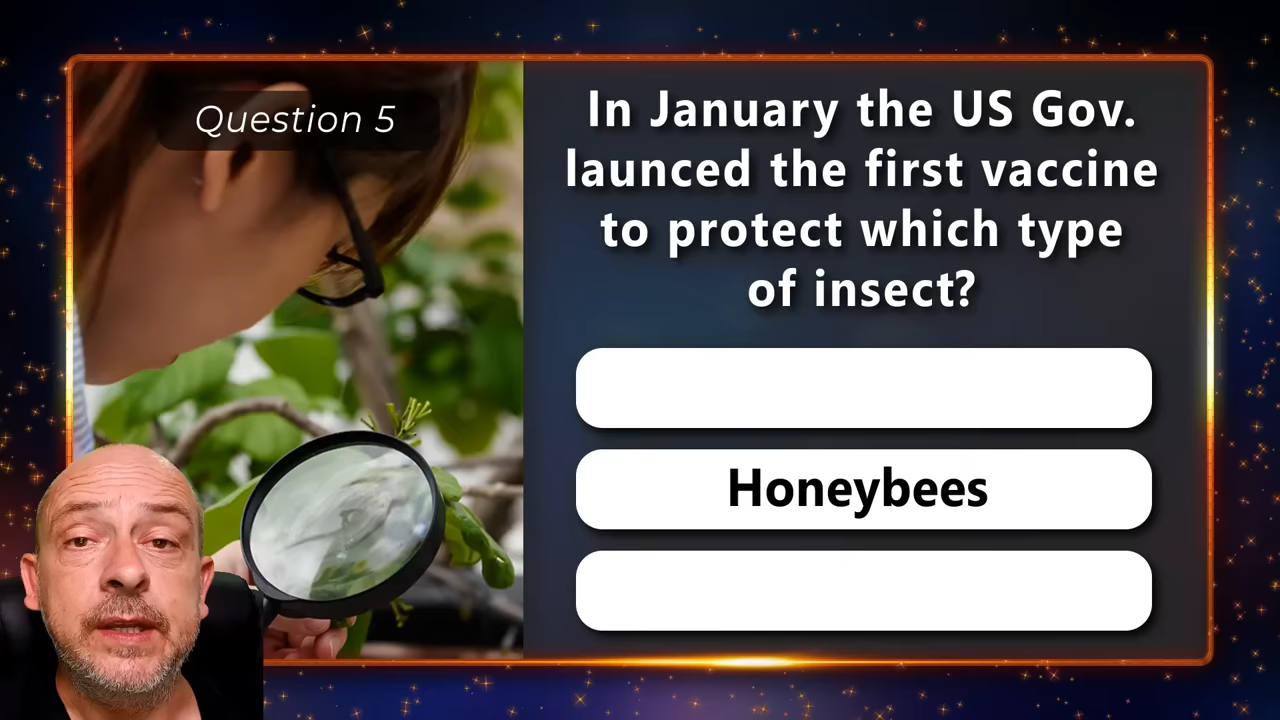 Question 5
In January the US Gov.
launced the first vaccine
to protect which type
of insect?
Honeybees